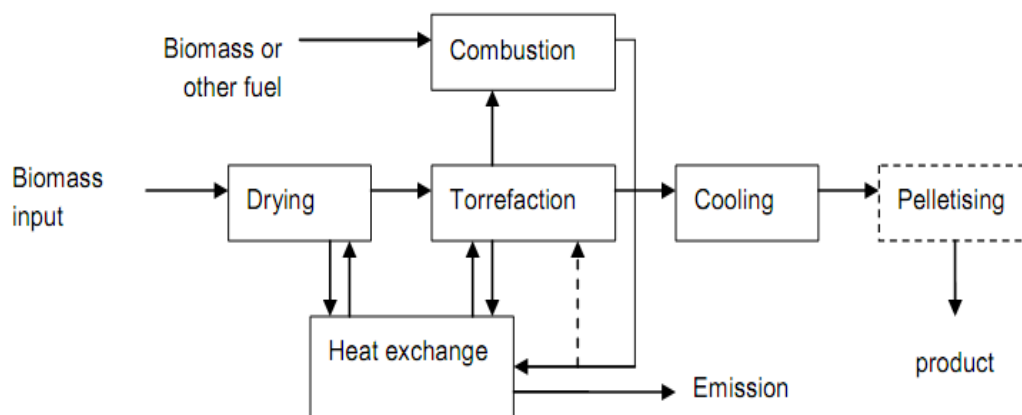 Biomass or
other fuel
Combustion
Biomass
input
Drying
Torrefaction
Cooling
Pelletising
Heat exchange
Emission
product